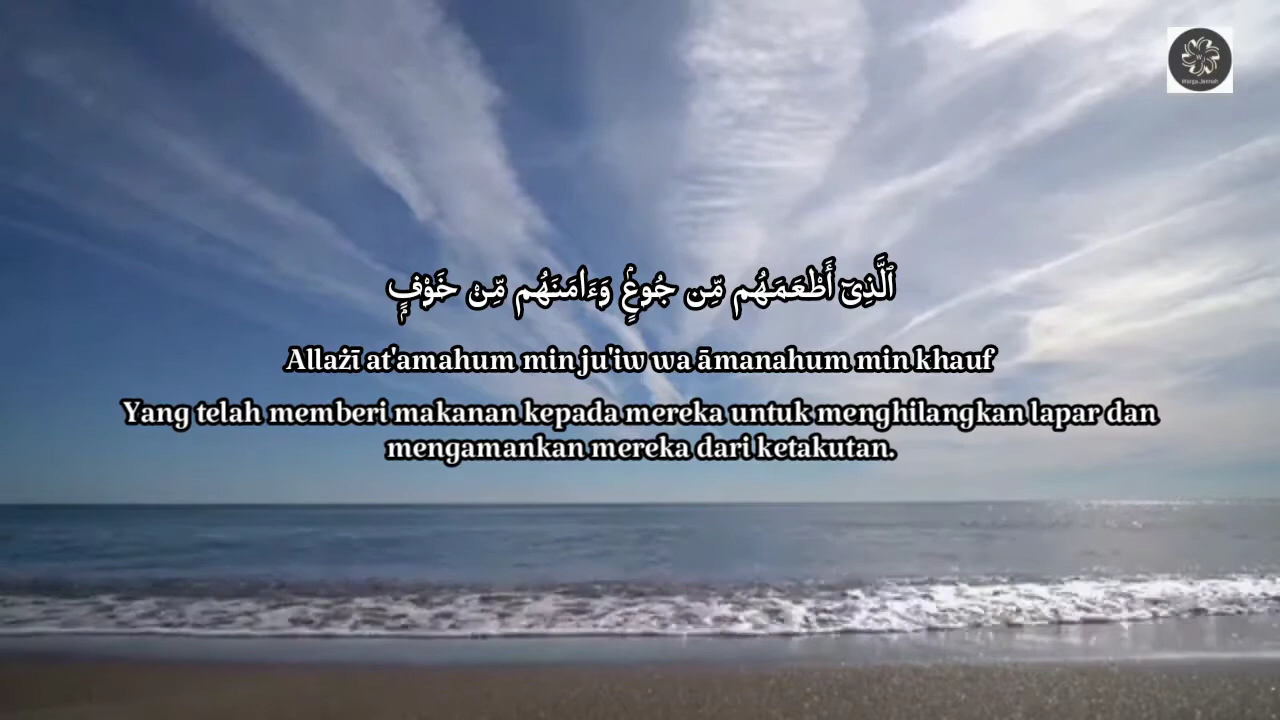 ٱلَّذِىٓ أَطْعَمَهُم مِّن جُوعٍۢ وَءَامَنَهُم مِّنْ خَوْفٍۭ
Allażī at'amahum min ju'iw wa āmanahum min khauf
Yang telah memberi makanan kepada mereka untuk menghilangkan lapar dan
mengamankan mereka dari ketakutan.